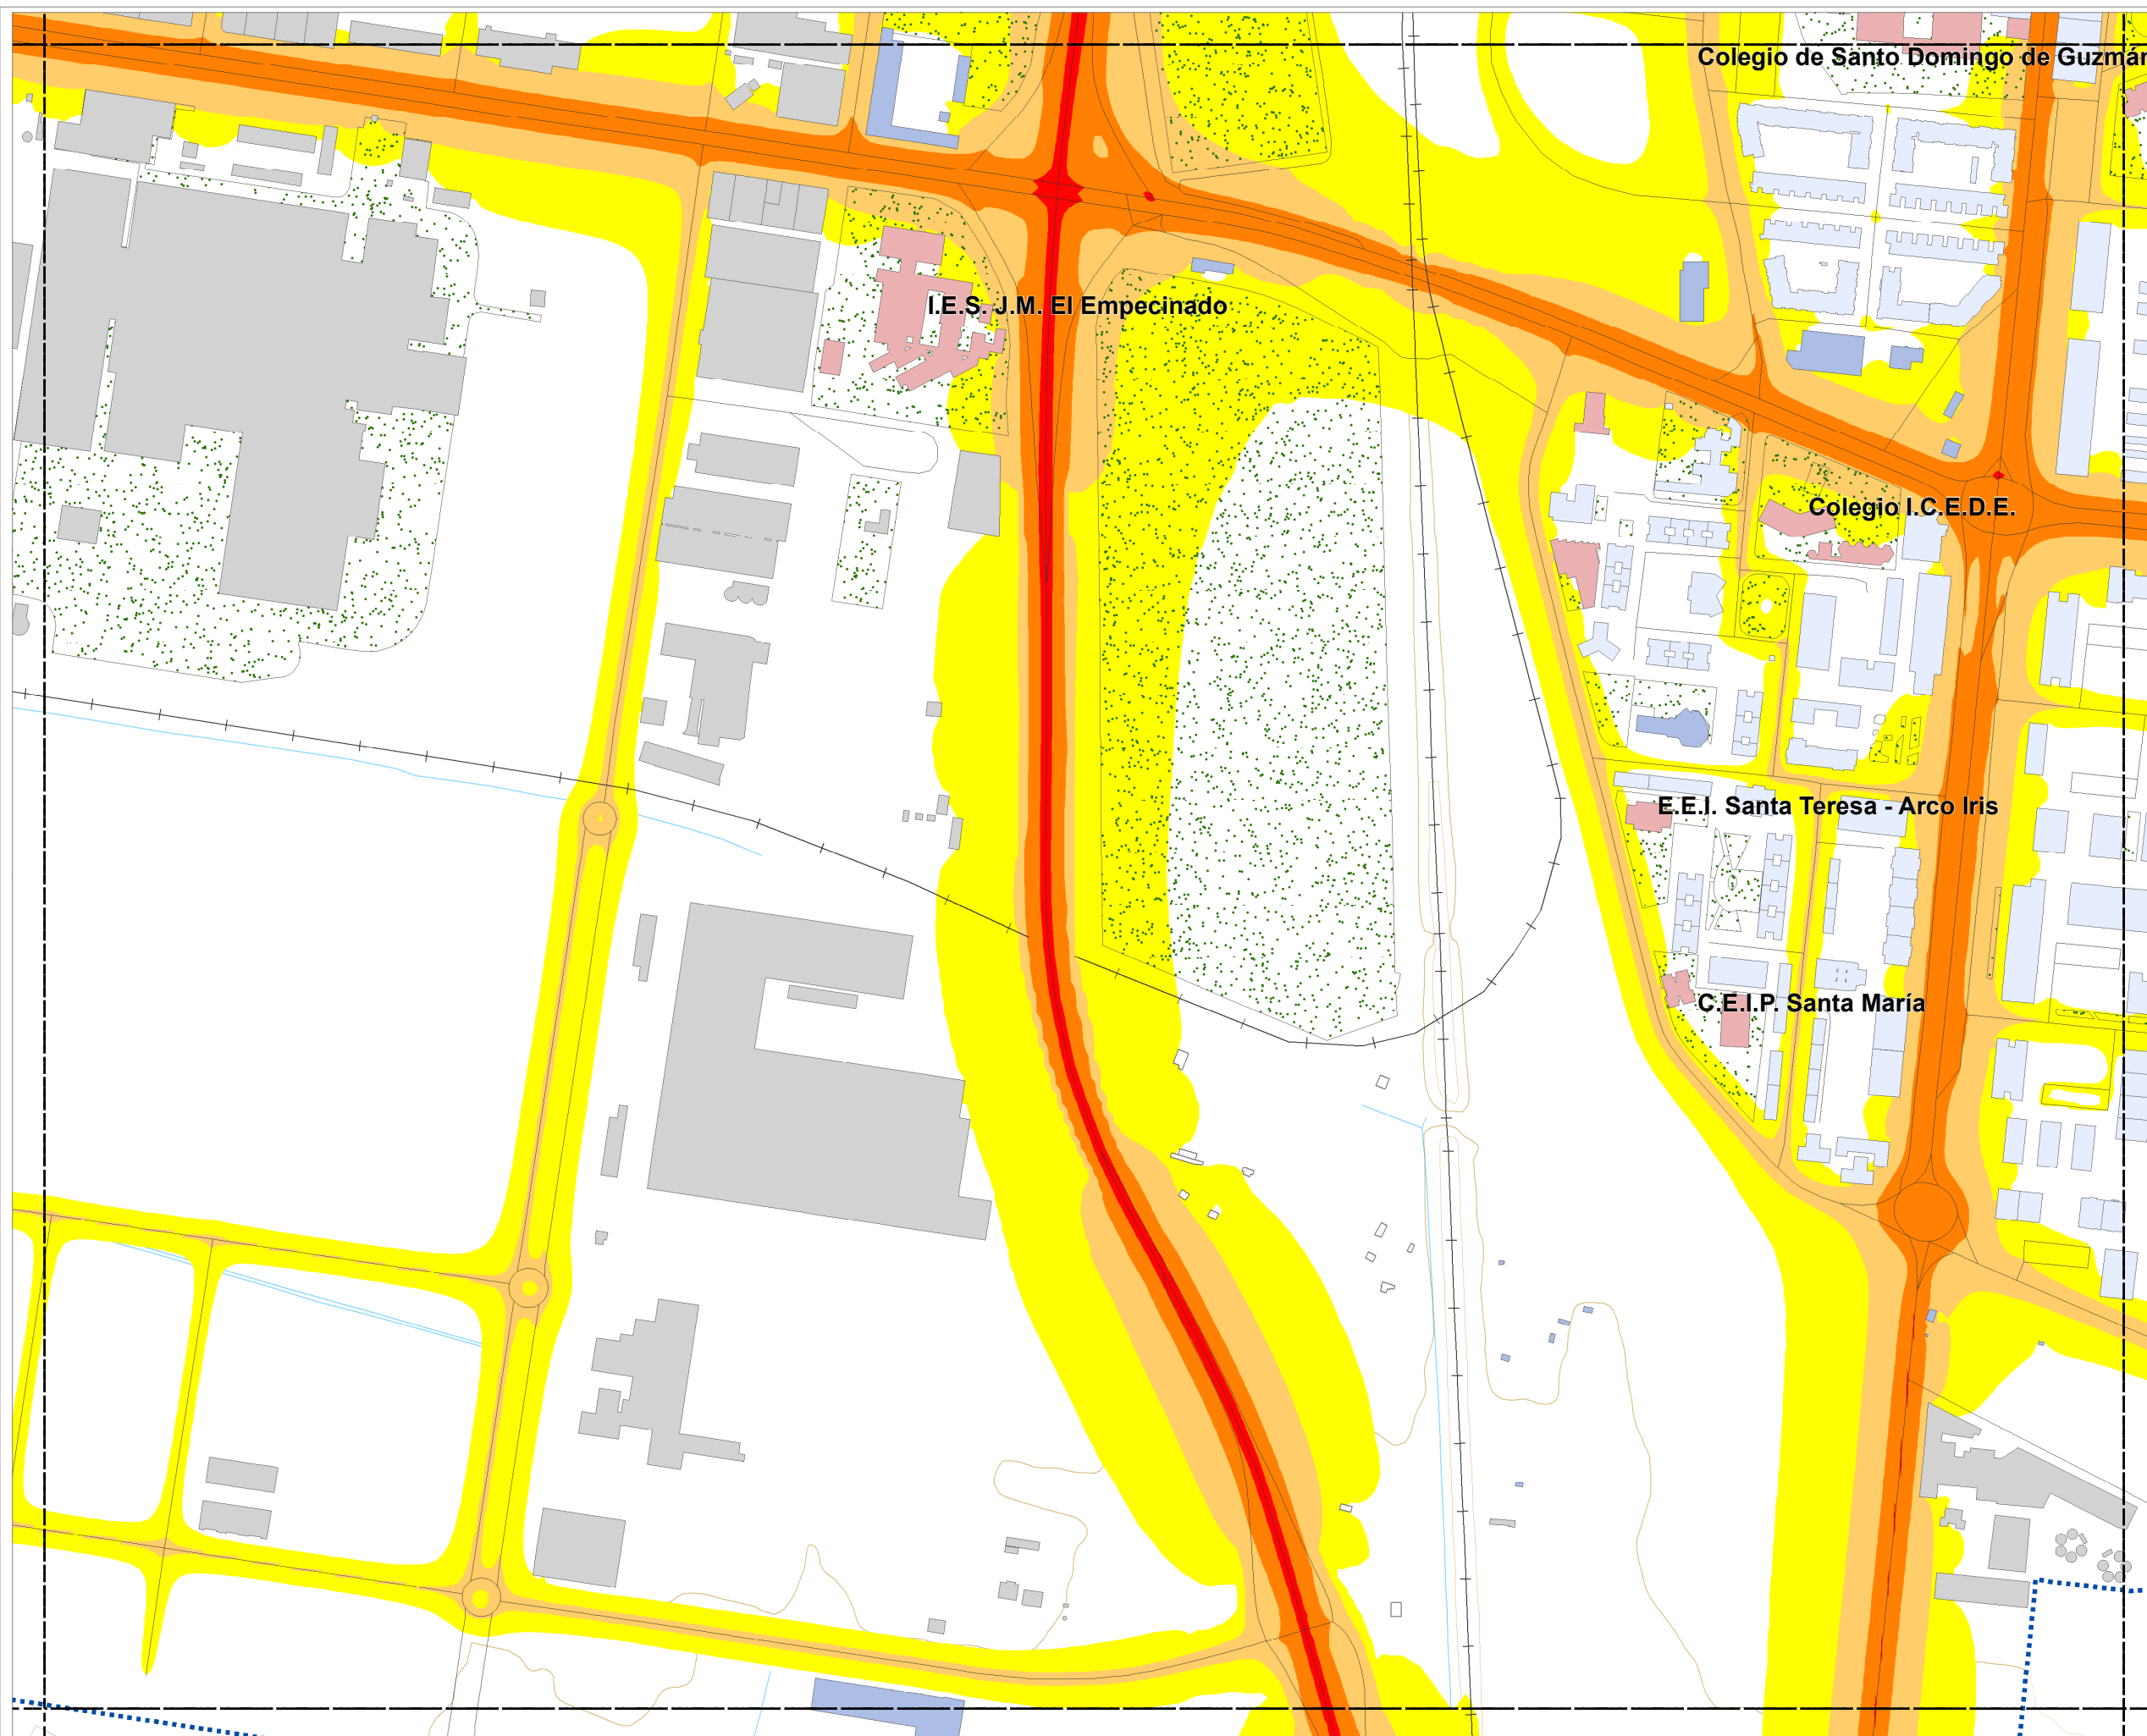 Colegio de Santo Domingo de Guzmán
I.E.S. J.M. El Empecinado
Colegio I.C.E.D.E.
E.E.I. Santa Teresa - Arco Iris
C.E.I.P. Santa María